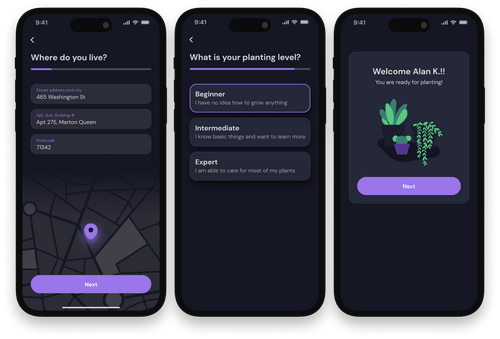 9:41
Where do you live?
Street address and city
465 Washington St
Apt, Suit, Building #
Apt 275, Marton Queen
Postcode
71342
Next
9:41
What is your planting level?
Beginner
I have no idea how to grow anything
Intermediate
I know basic things and want to learn more
Expert
I am able to care for most of my plants
9:41
Welcome Alan K.!!
You are ready for planting!
Next